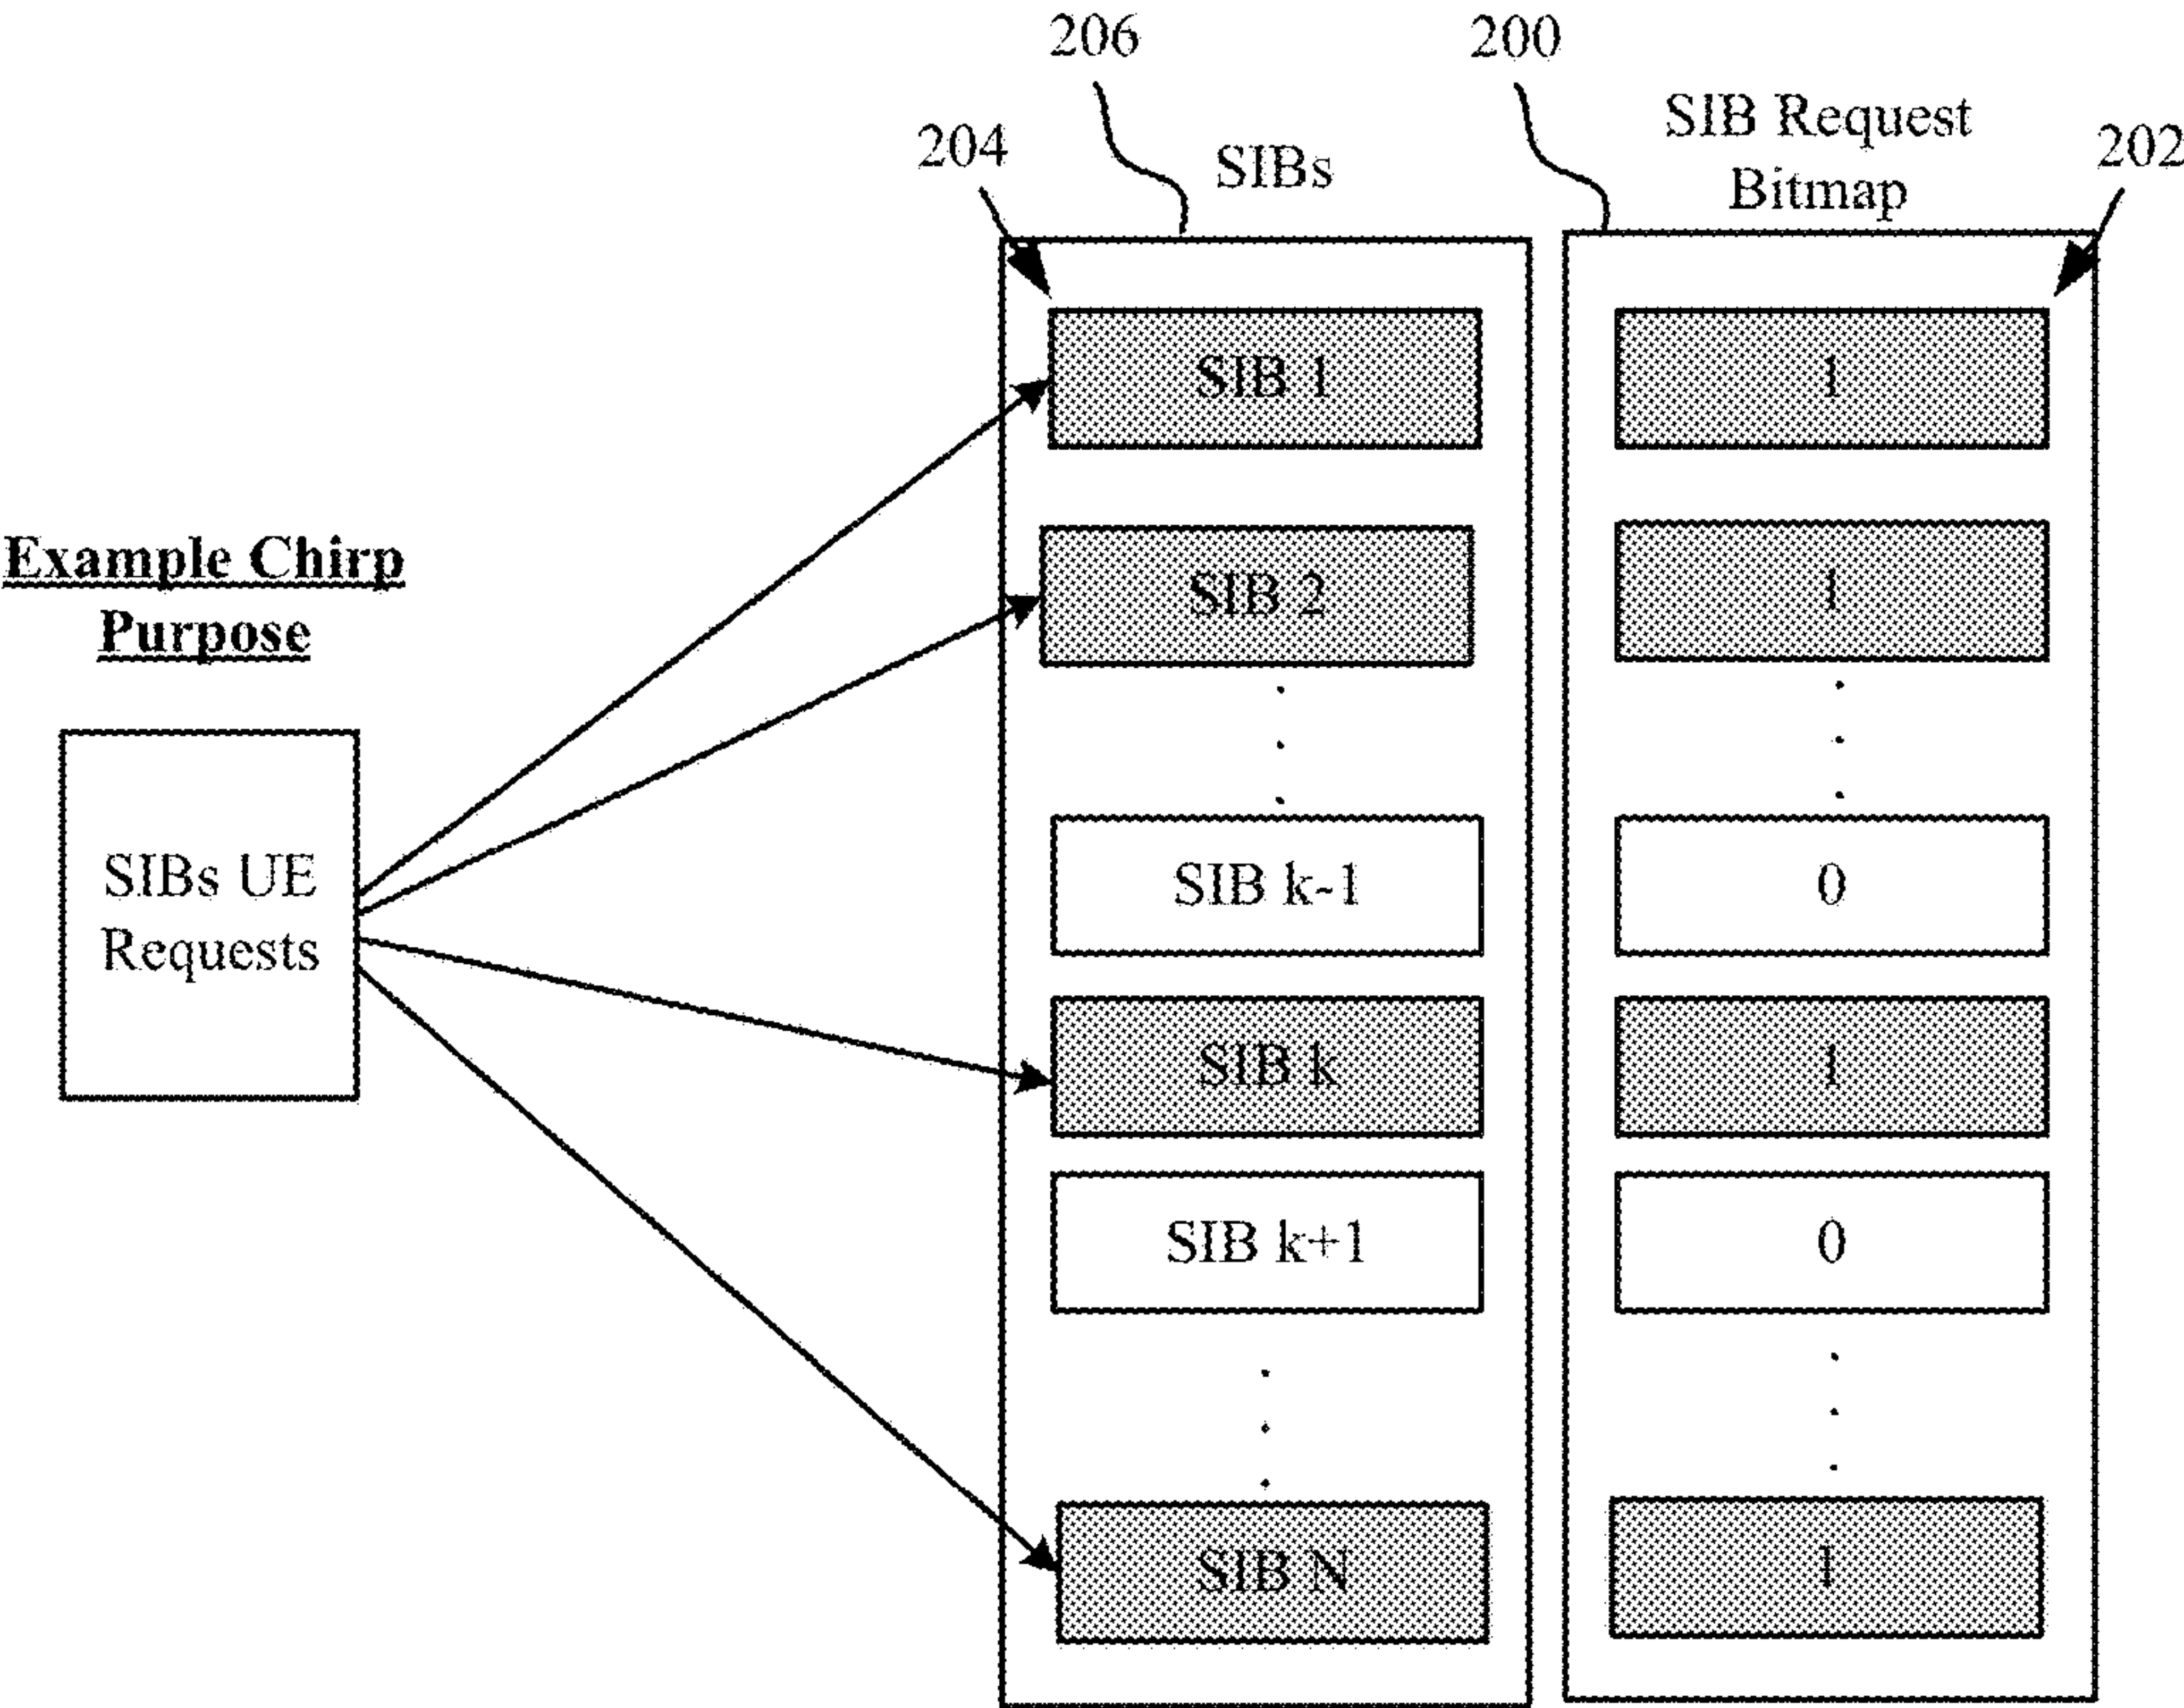 206
200
204
SIBs
SIB Request
Bitmap
202
SIB 1
1
SIB 2
1
Example Chirp
Purpose
SIBs UE
Requests
SIB k-1
0
SIB k
1
SIB k+1
0
SIB N
1